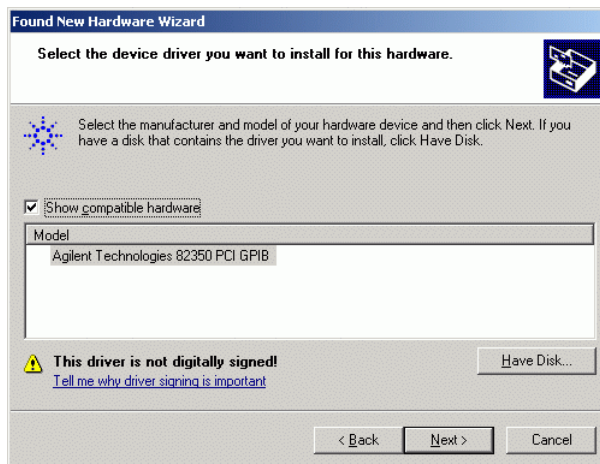 Found New Hardware Wizard
Select the device driver you want to install for this hardware.
Select the manufacturer and model of your hardware device and then click Next. If you
have a disk that contains the driver you want to install, click Have Disk.
Show compatible hardware
Model
Agilent Technologies 82350 PCI GPIB
This driver is not digitally signed!
Have Disk...
Tell me why driver signing is important
< Back
Next >
Cancel